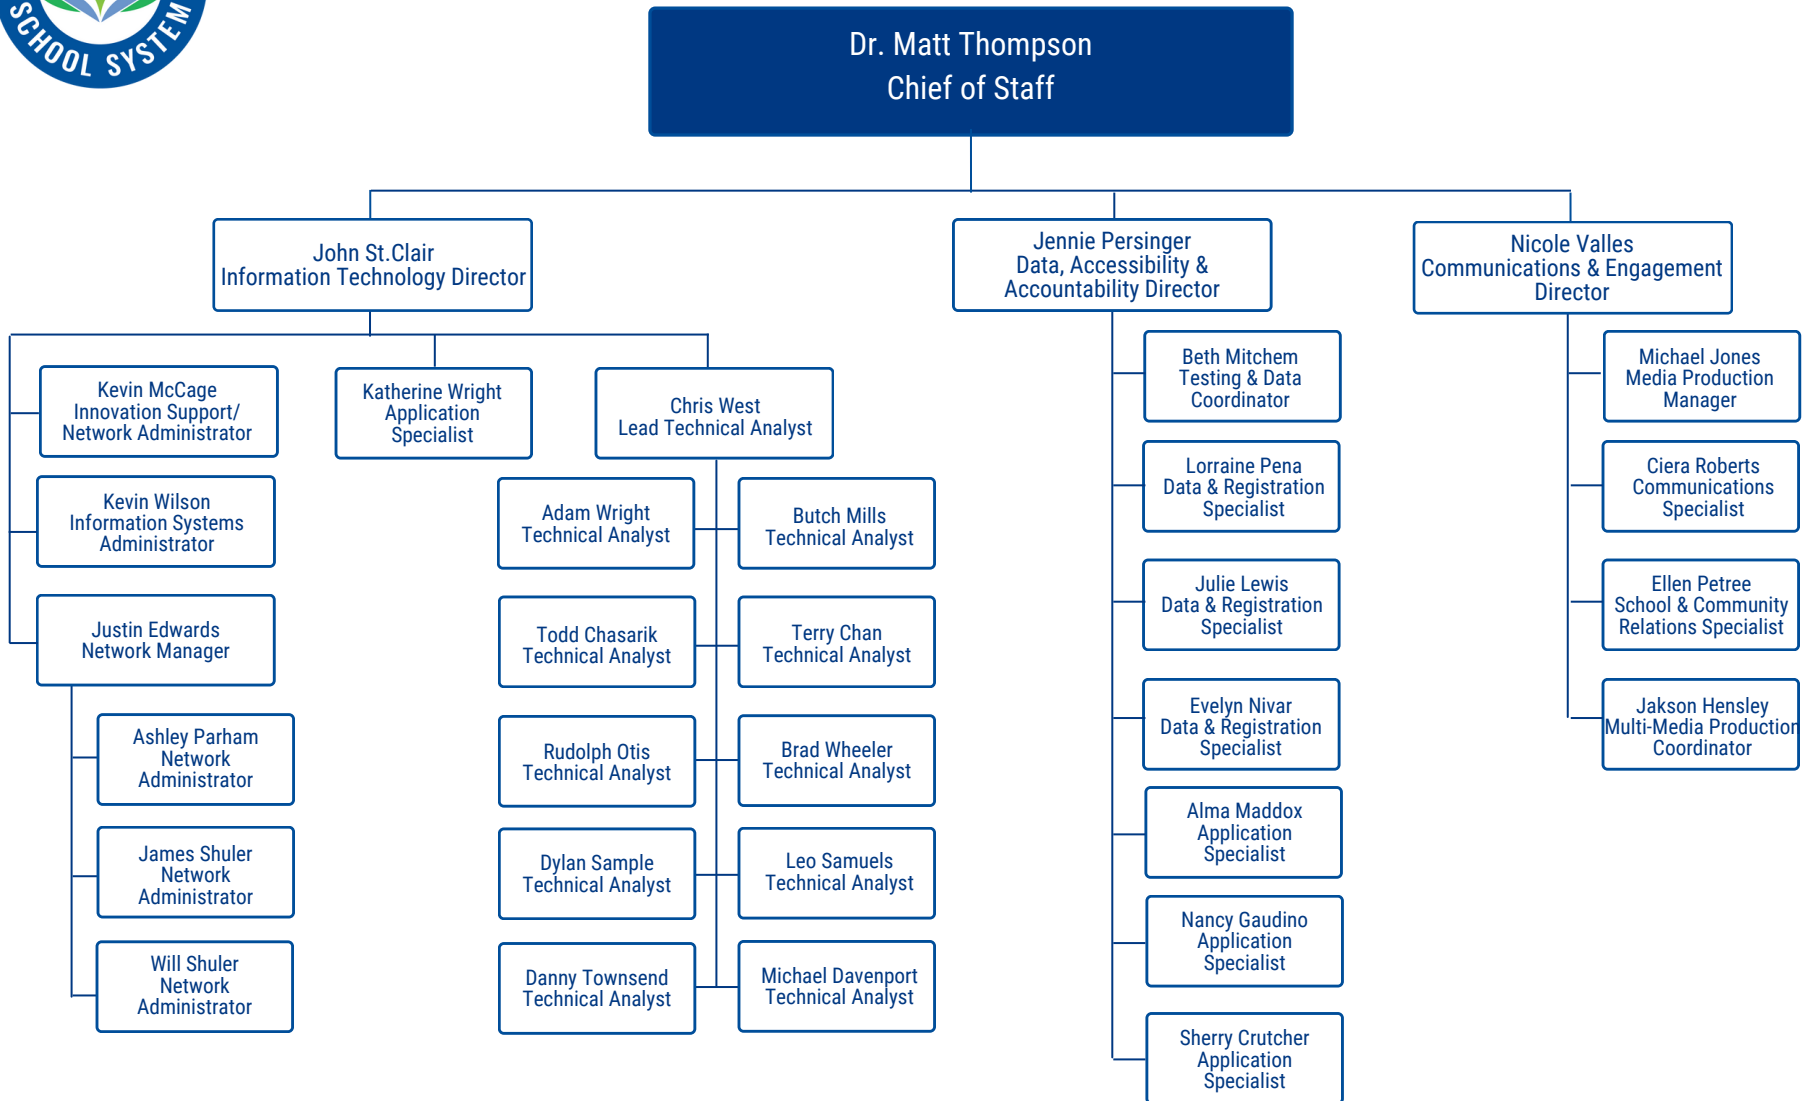 SCHOOL SYSTEM
Dr. Matt Thompson
Chief of Staff
John St.Clair
Information Technology Director
Jennie Persinger
Data, Accessibility &
Accountability Director
Nicole Valles
Communications & Engagement
Director
Kevin McCage
Innovation Support/
Network Administrator
Kevin Wilson
Information Systems
Administrator
Justin Edwards
Network Manager
Ashley Parham
Network
Administrator
James Shuler
Network
Administrator
Will Shuler
Network
Administrator
Katherine Wright
Application
Specialist
Chris West
Lead Technical Analyst
Adam Wright
Technical Analyst
Butch Mills
Technical Analyst
Todd Chasarik
Technical Analyst
Terry Chan
Technical Analyst
Rudolph Otis
Technical Analyst
Brad Wheeler
Technical Analyst
Dylan Sample
Technical Analyst
Leo Samuels
Technical Analyst
Danny Townsend
Technical Analyst
Michael Davenport
Technical Analyst
Beth Mitchem
Testing & Data
Coordinator
Lorraine Pena
Data & Registration
Specialist
Julie Lewis
Data & Registration
Specialist
Evelyn Nivar
Data & Registration
Specialist
Alma Maddox
Application
Specialist
Nancy Gaudino
Application
Specialist
Sherry Crutcher
Application
Specialist
Michael Jones
Media Production
Manager
Ciera Roberts
Communications
Specialist
Ellen Petree
School & Community
Relations Specialist
Jakson Hensley
Multi-Media Production
Coordinator